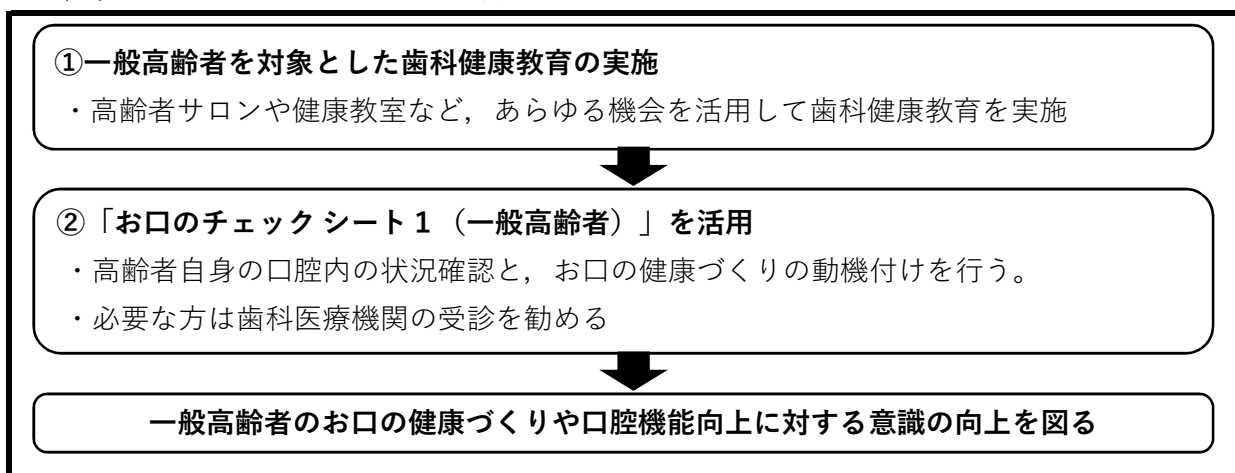 ①一般高齢者を対象とした歯科健康教育の実施
・高齢者サロンや健康教室など，あらゆる機会を活用して歯科健康教育を実施
②「お口のチェック シート 1 （一般高齢者）」を活用
・高齢者自身の口腔内の状況確認と，お口の健康づくりの動機付けを行う。
・必要な方は歯科医療機関の受診を勧める
一般高齢者のお口の健康づくりや口腔機能向上に対する意識の向上を図る